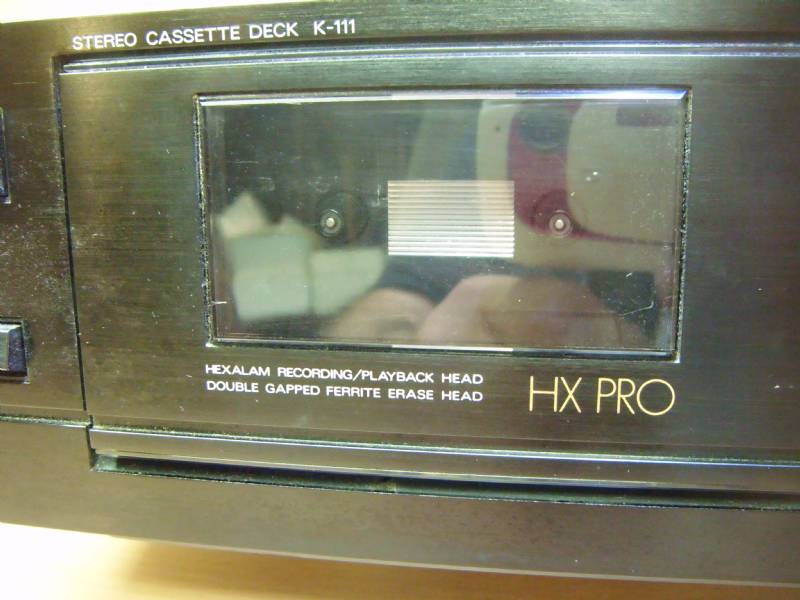 STEREO CASSETTE DECK K-111
HEXALAM RECORDING/PLAYBACK HEAD
DOUBLE GAPPED FERRITE ERASE HEAD
HX PRO